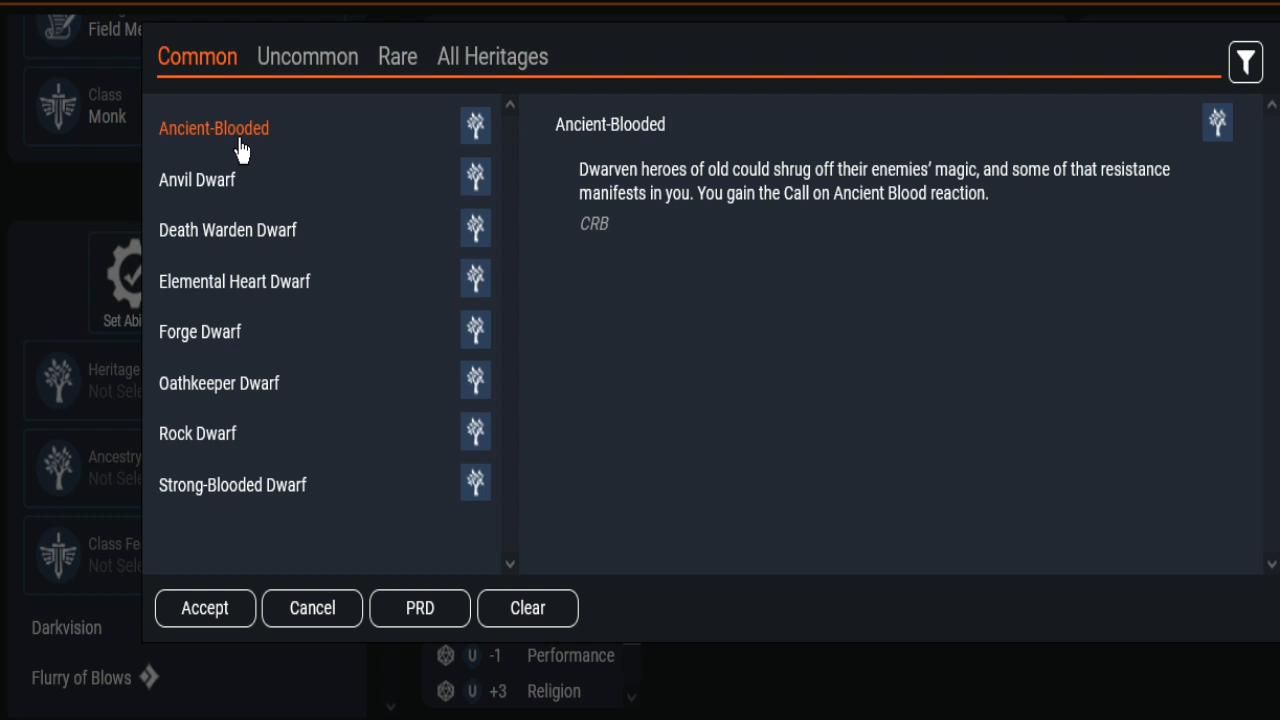 Field Me
Class
Monk
Set Abi
Heritage
Not Sele
Ancestry
Not Sele
Class Fe
Not Sele
Darkvision
Flurry of Blows
Common Uncommon Rare All Heritages
Ancient-Blooded
Anvil Dwarf
Death Warden Dwarf
Elemental Heart Dwarf
Forge Dwarf
Oathkeeper Dwarf
Rock Dwarf
Strong-Blooded Dwarf
Ancient-Blooded
Dwarven heroes of old could shrug off their enemies’ magic, and some of that resistance
manifests in you. You gain the Call on Ancient Blood reaction.
CRB
Accept Cancel PRD Clear
U -1 Performance
U +3 Religion